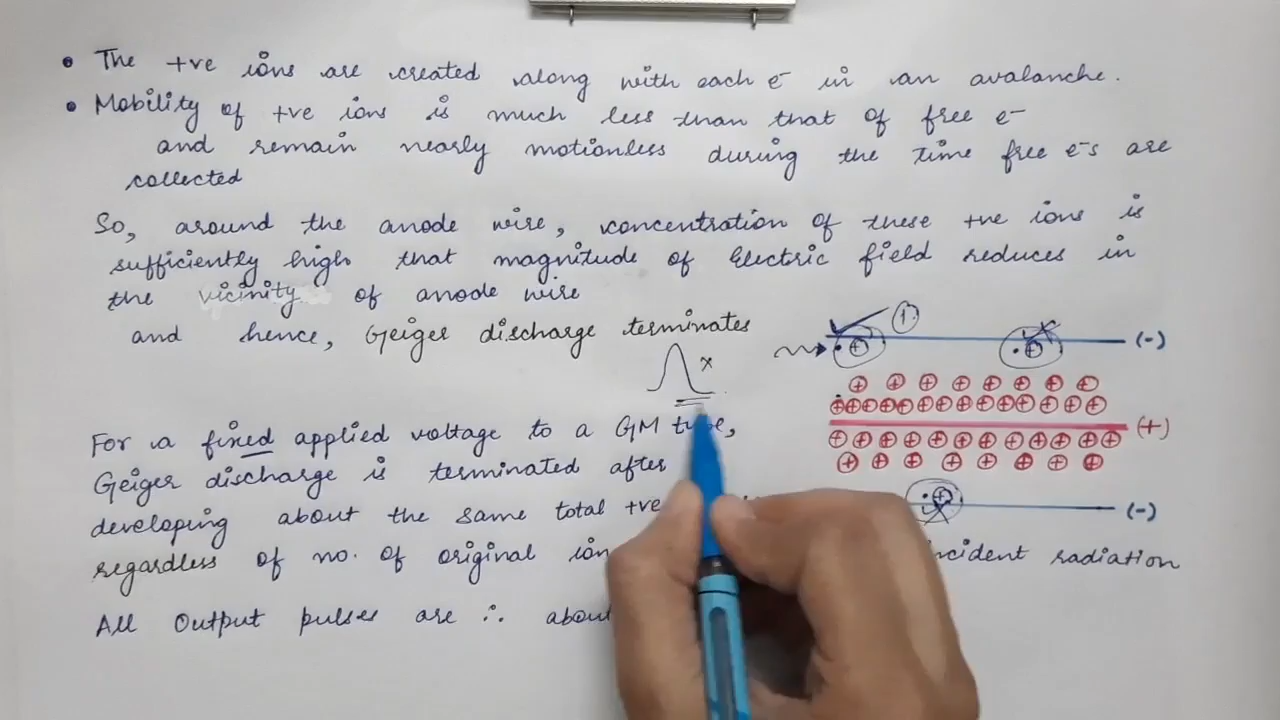 • The +ve ions are created along with each e⁻ in an avalanche.
• Mobility of +ve ions is much less than that of free e⁻
and remain nearly motionless during the time free e⁻s are
collected
So, around the anode wire, concentration of these +ve ions is
sufficiently high that magnitude of Electric field reduces in
the vicinity of anode wire
and hence, Geiger discharge terminates
①
(-)
x
(+)
For a fixed applied voltage to a GM
Geiger discharge is terminated after
developing about the same total +ve
(-)
regardless of no. of original ion incident radiation
All Output pulses are ∴ about